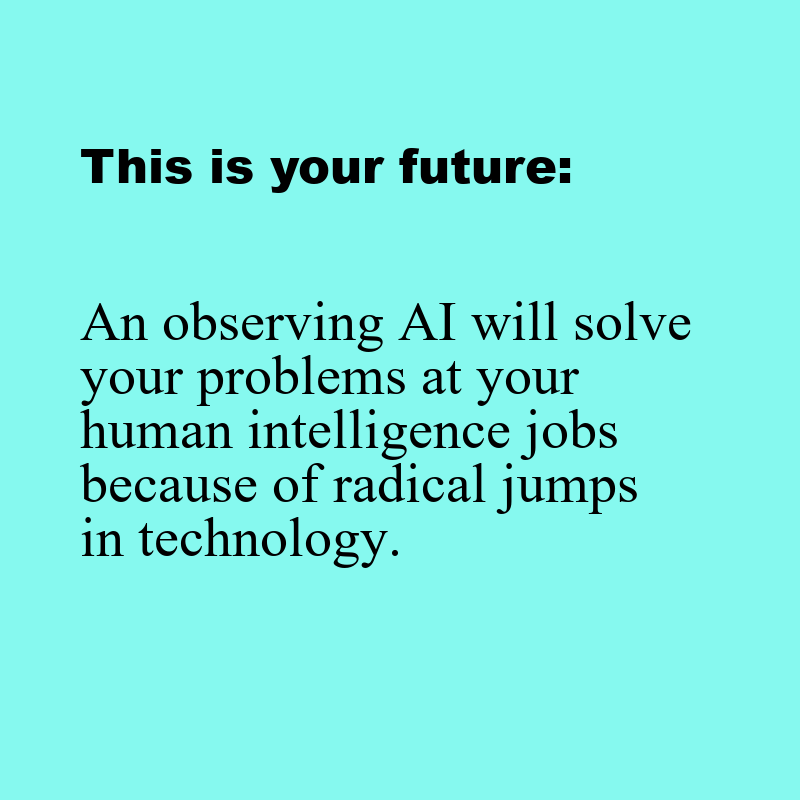 This is your future:
An observing AI will solve
your problems at your
human intelligence jobs
because of radical jumps
in technology.